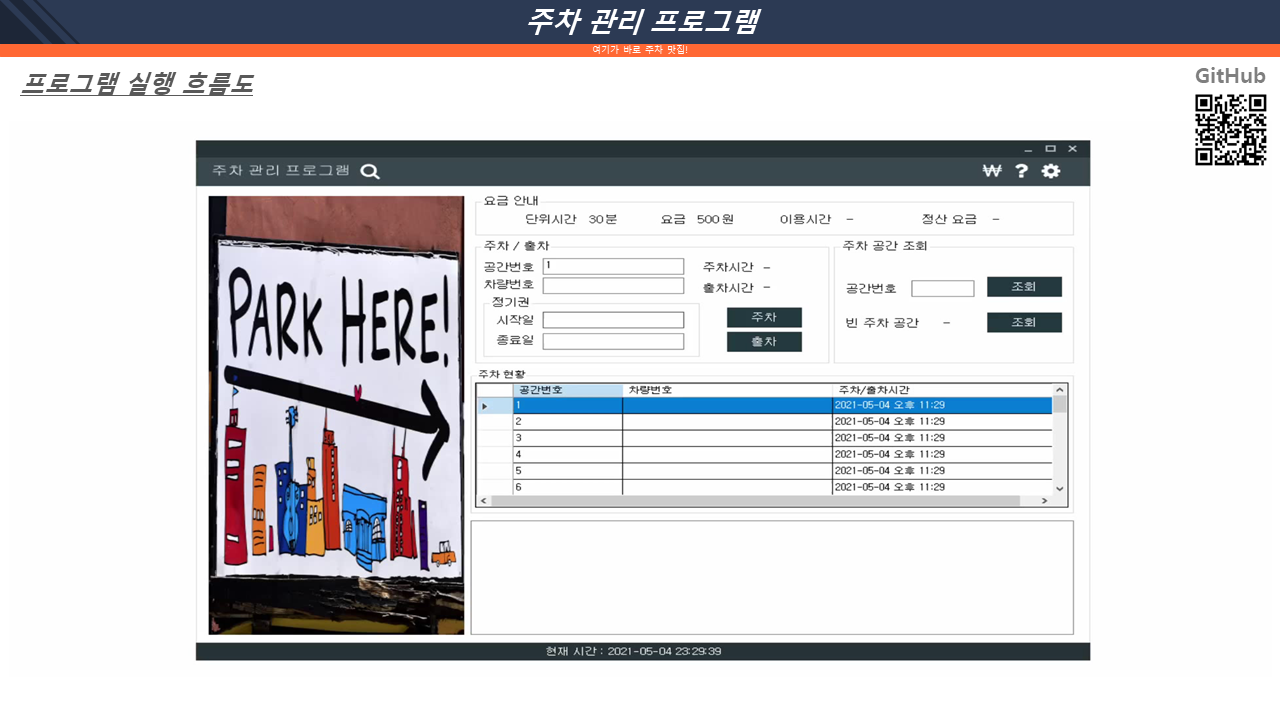 주차 관리 프로그램
여기가 바로 주차 맛집!
프로그램 실행 흐름도
GitHub
주차 관리 프로그램
₩ ?
PARK HERE!
요금 안내
단위시간 30분 요금 500원 이용시간 - 정산 요금 -
주차 / 출차
공간번호 1 주차시간 -
차량번호 출차시간 -
정기권
시작일 주차
종료일 출차
주차 공간 조회
공간번호 조회
빈 주차 공간 - 조회
주차 현황
공간번호 차량번호 주차/출차시간
1 2021-05-04 오후 11:29
2 2021-05-04 오후 11:29
3 2021-05-04 오후 11:29
4 2021-05-04 오후 11:29
5 2021-05-04 오후 11:29
6 2021-05-04 오후 11:29
현재 시간 : 2021-05-04 23:29:39